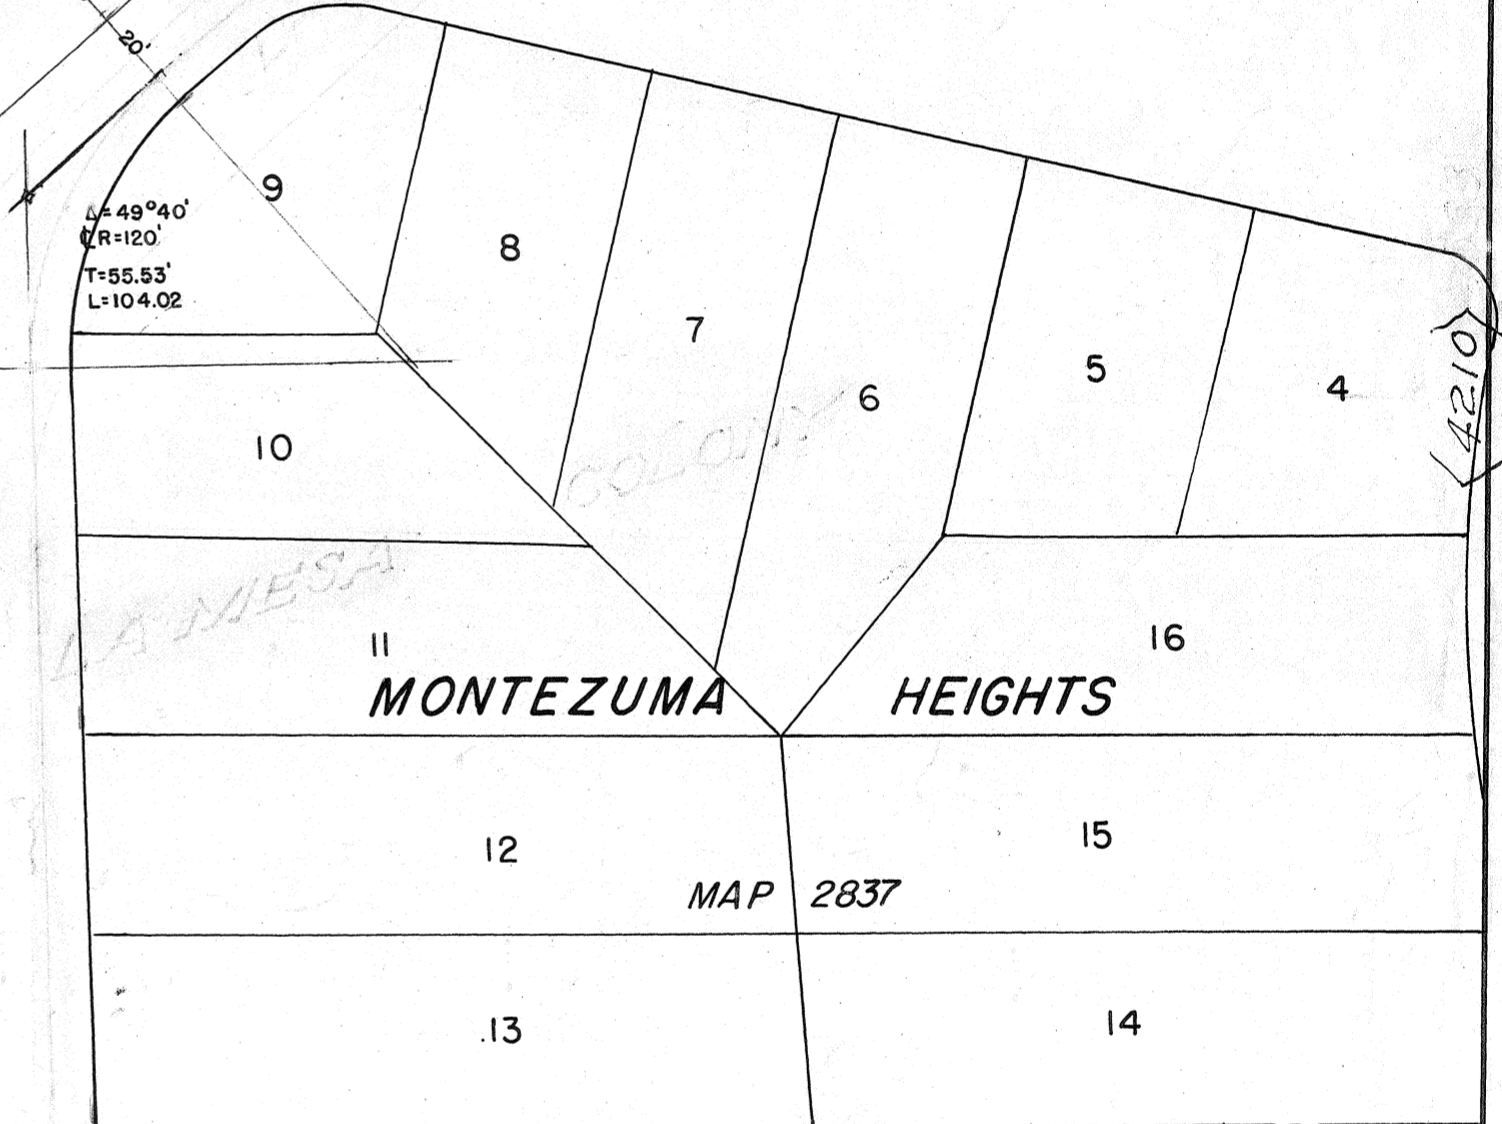 20'
9
Δ=49°40'
℄ R=120'
T=55.53'
L=104.02
8
7
6
5
4
(4210)
10
COLONY
LA MESA
11
16
MONTEZUMA HEIGHTS
12
15
MAP 2837
.13
14